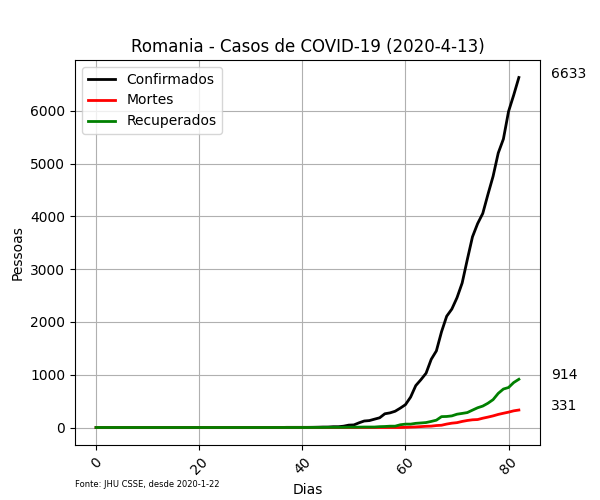 Romania - Casos de COVID-19 (2020-4-13)
Confirmados
Mortes
Recuperados
6633
914
331
6000
5000
4000
3000
2000
1000
0
Pessoas
0
20
40
60
80
Dias
Fonte: JHU CSSE, desde 2020-1-22